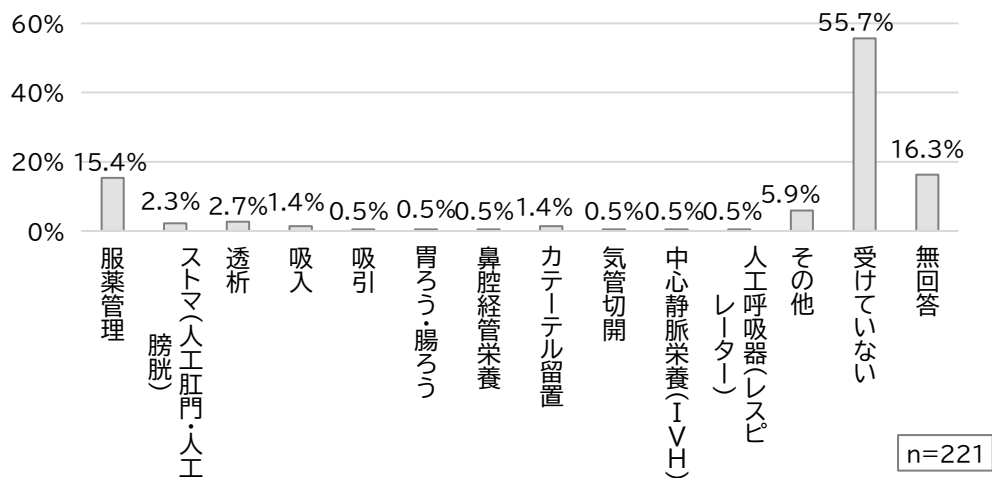 60%
40%
20%
0%
15.4%
2.3%
2.7%
1.4%
0.5%
0.5%
0.5%
1.4%
0.5%
0.5%
0.5%
5.9%
55.7%
16.3%
服薬管理
ストマ(人工肛門・人工
膀胱)
透析
吸入
吸引
胃ろう・腸ろう
鼻腔経管栄養
カテーテル留置
気管切開
中心静脈栄養(IVH)
人工呼吸器(レスピ
レーター)
その他
受けていない
無回答
n=221